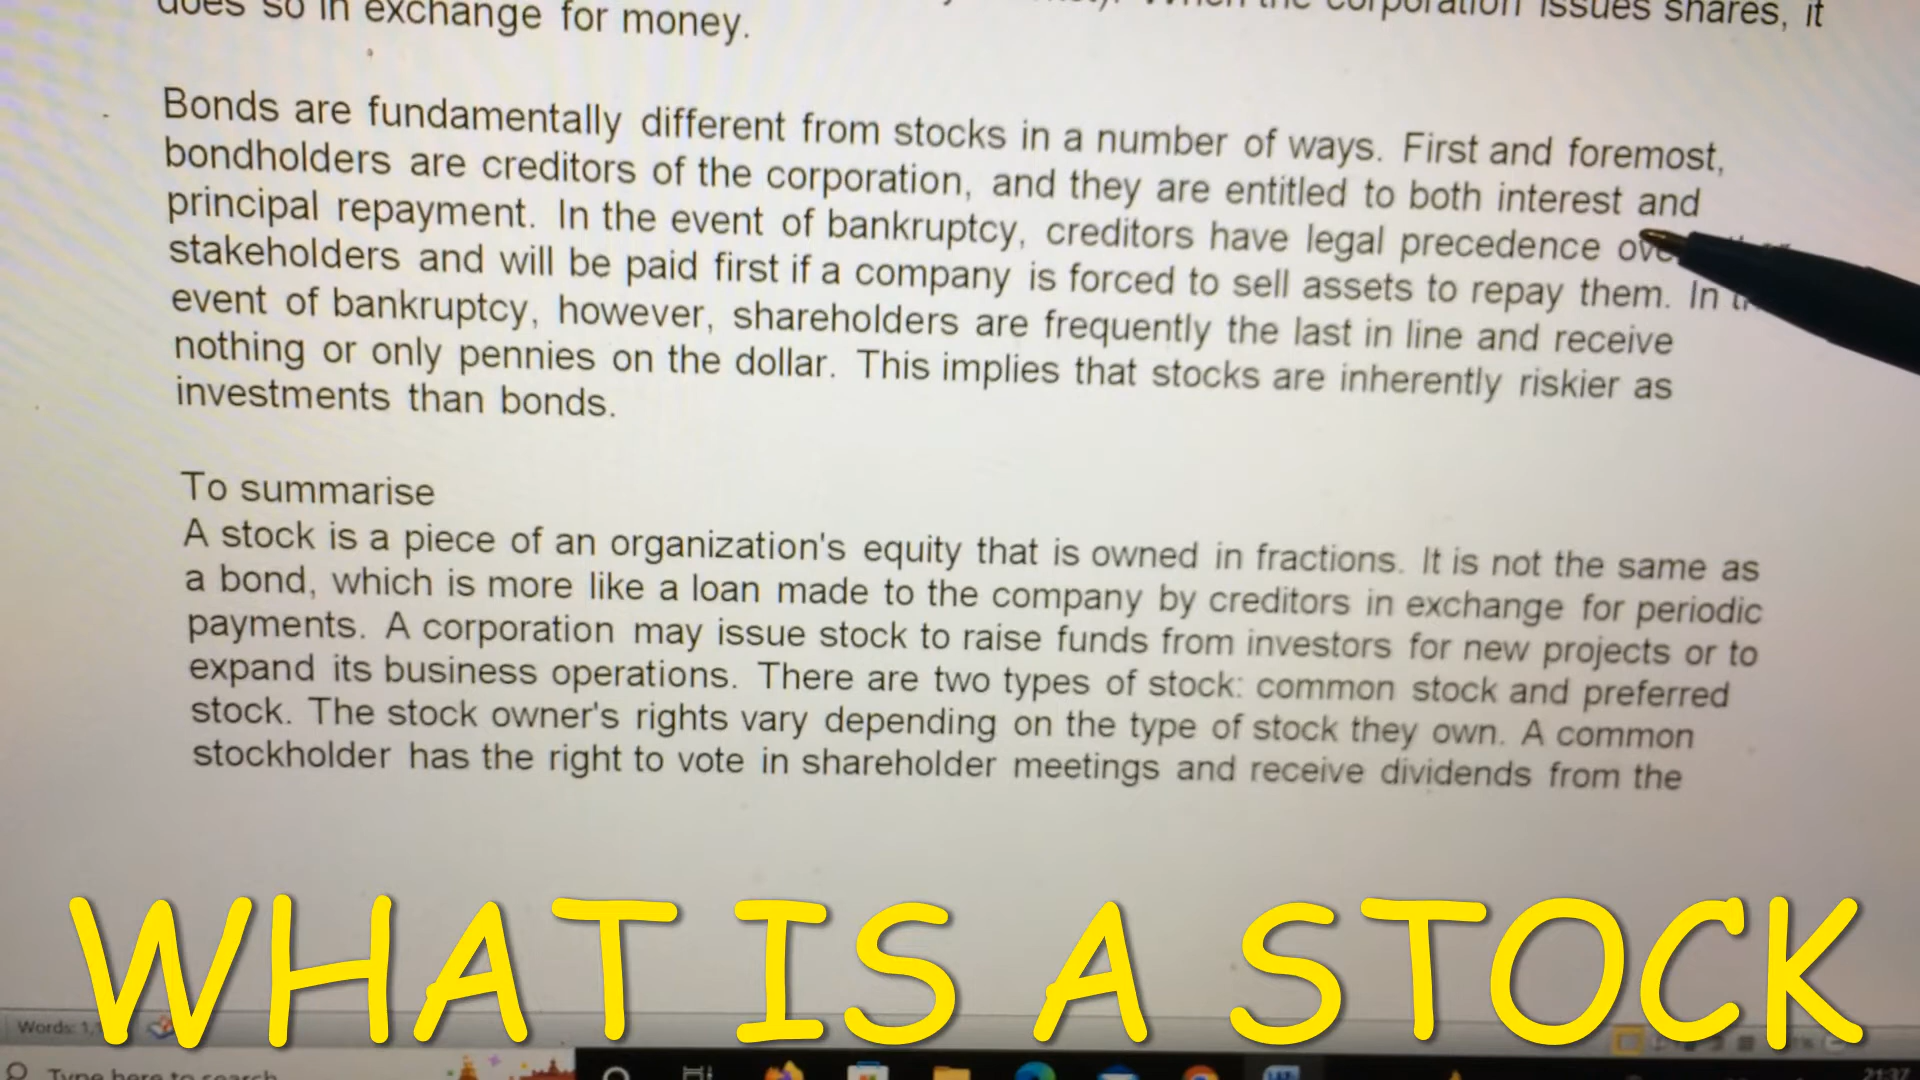 does so in exchange for money.
the corporation issues shares, it
Bonds are fundamentally different from stocks in a number of ways. First and foremost,
bondholders are creditors of the corporation, and they are entitled to both interest and
principal repayment. In the event of bankruptcy, creditors have legal precedence
stakeholders and will be paid first if a company is forced to sell assets to repay them. In
event of bankruptcy, however, shareholders are frequently the last in line and receive
nothing or only pennies on the dollar. This implies that stocks are inherently riskier as
investments than bonds.
To summarise
A stock is a piece of an organization's equity that is owned in fractions. It is not the same as
a bond, which is more like a loan made to the company by creditors in exchange for periodic
payments. A corporation may issue stock to raise funds from investors for new projects or to
expand its business operations. There are two types of stock: common stock and preferred
stock. The stock owner's rights vary depending on the type of stock they own. A common
stockholder has the right to vote in shareholder meetings and receive dividends from the
WHAT IS A STOCK
Words:
Type here to search
21:37